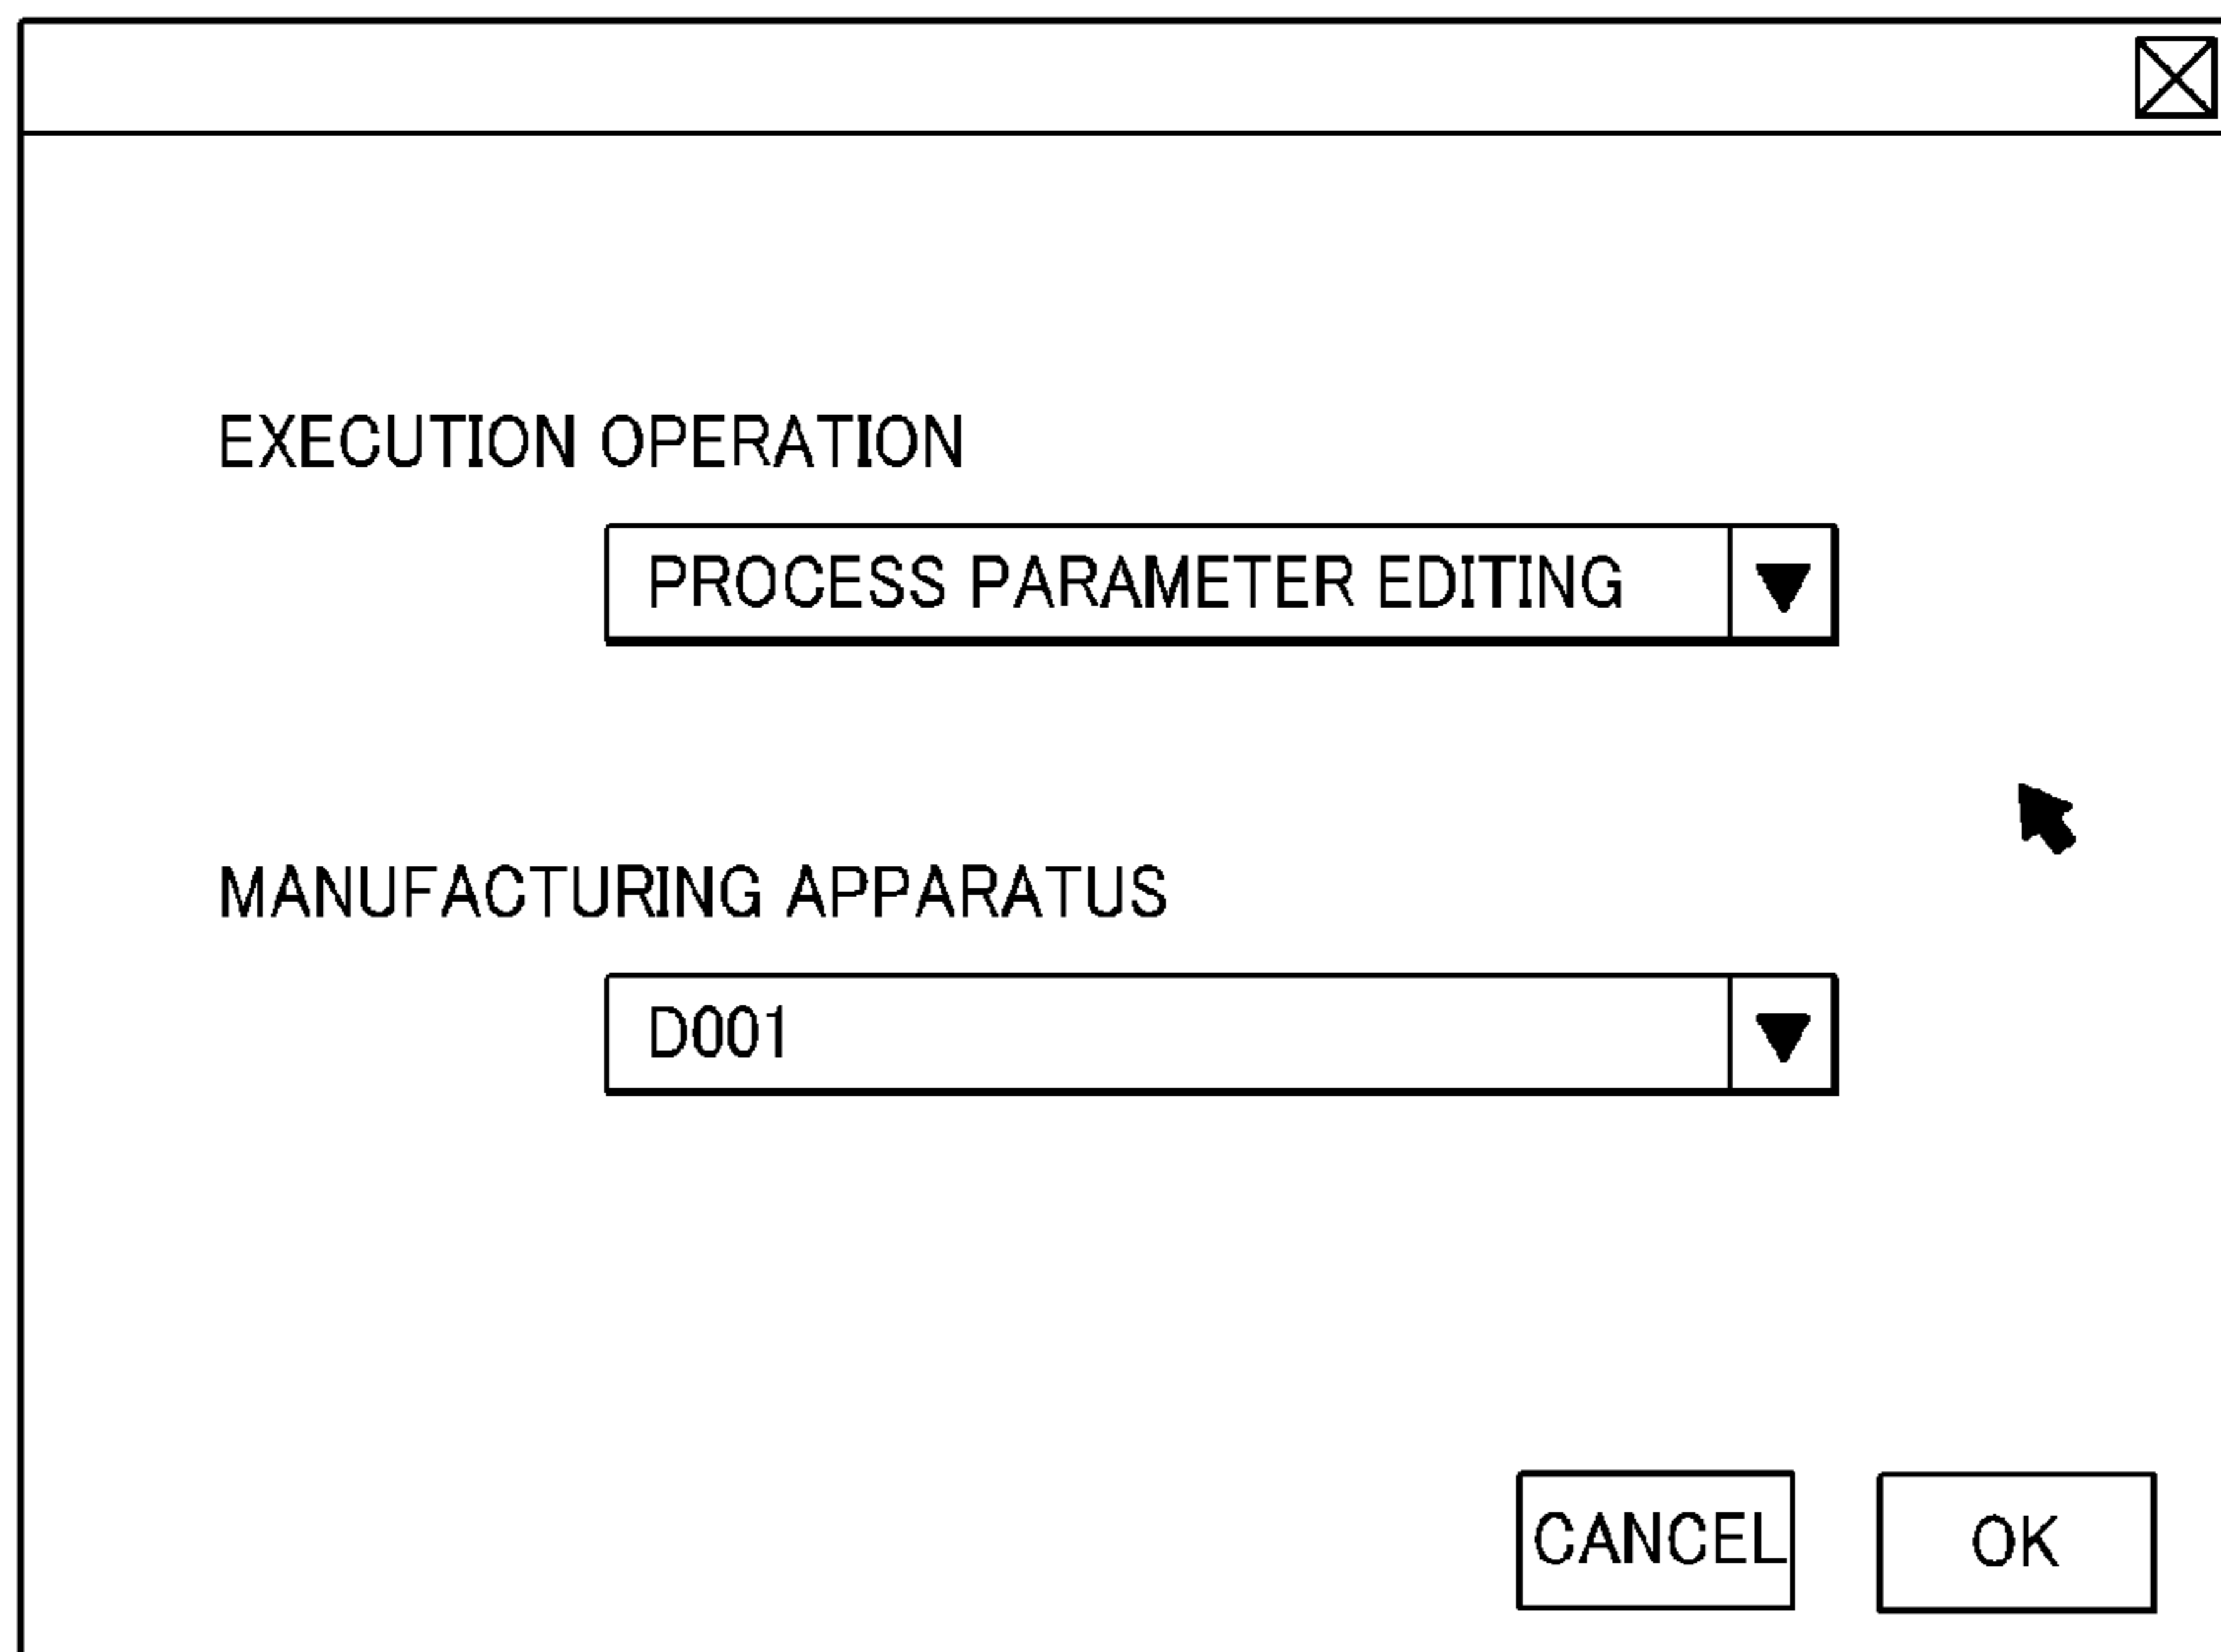 EXECUTION OPERATION
PROCESS PARAMETER EDITING
MANUFACTURING APPARATUS
D001
CANCEL
OK